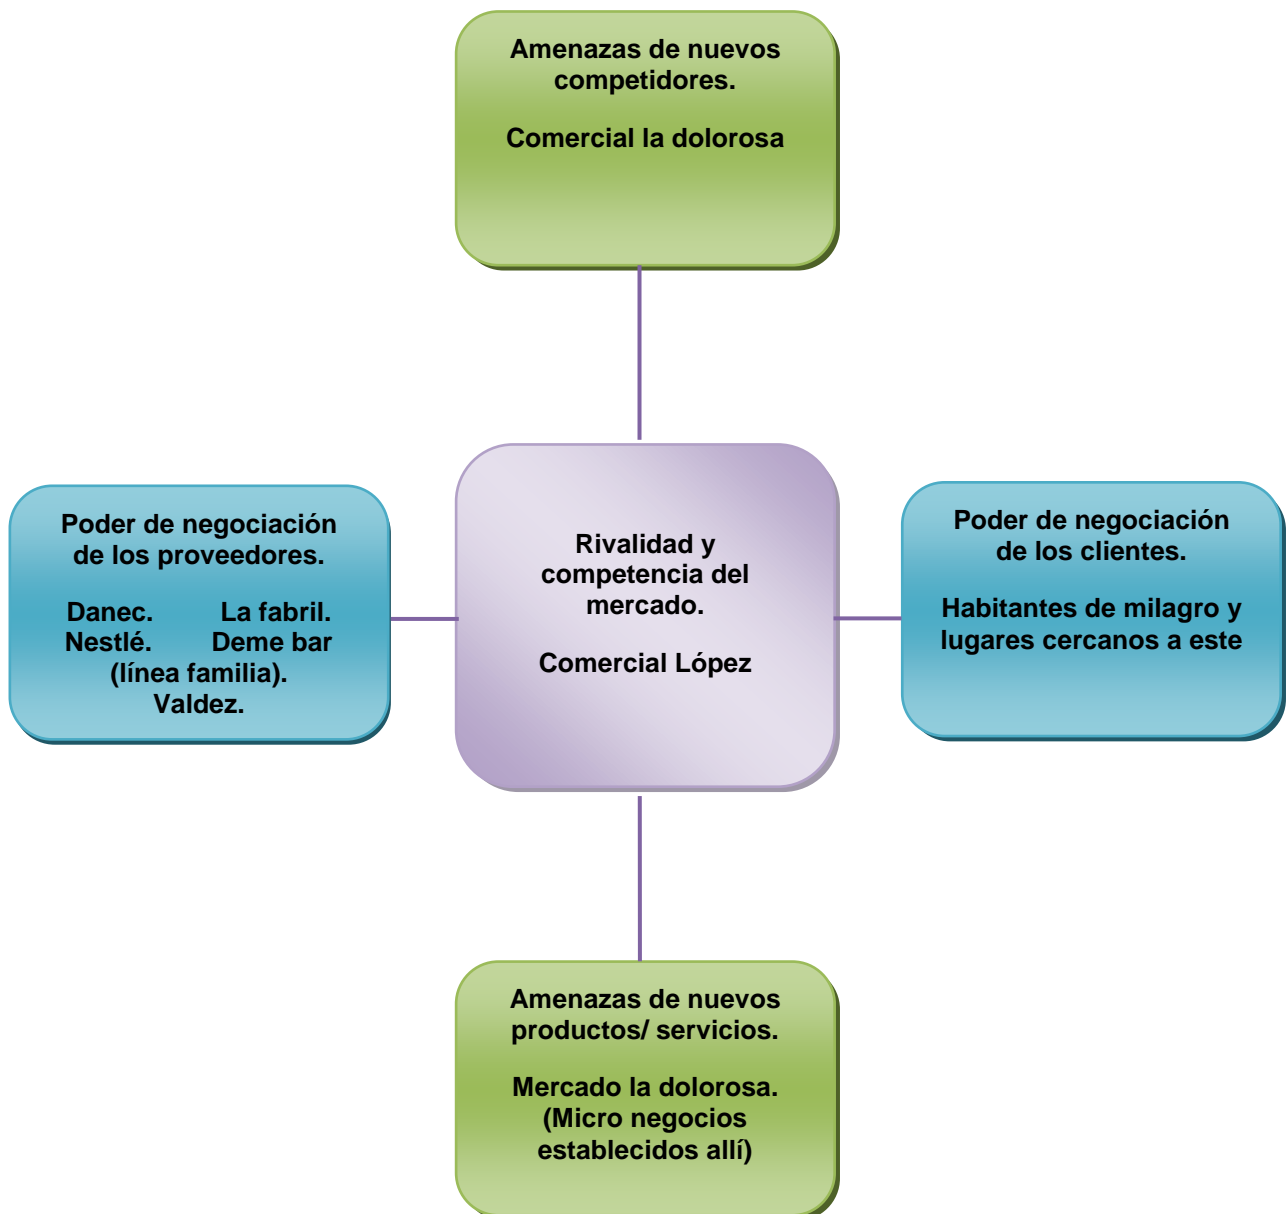 Amenazas de nuevos
competidores.
Comercial la dolorosa
Poder de negociación
de los proveedores.
Danec. La fabril.
Nestlé. Deme bar
(línea familia).
Valdez.
Rivalidad y
competencia del
mercado.
Comercial López
Poder de negociación
de los clientes.
Habitantes de milagro y
lugares cercanos a este
Amenazas de nuevos
productos/ servicios.
Mercado la dolorosa.
(Micro negocios
establecidos allí)